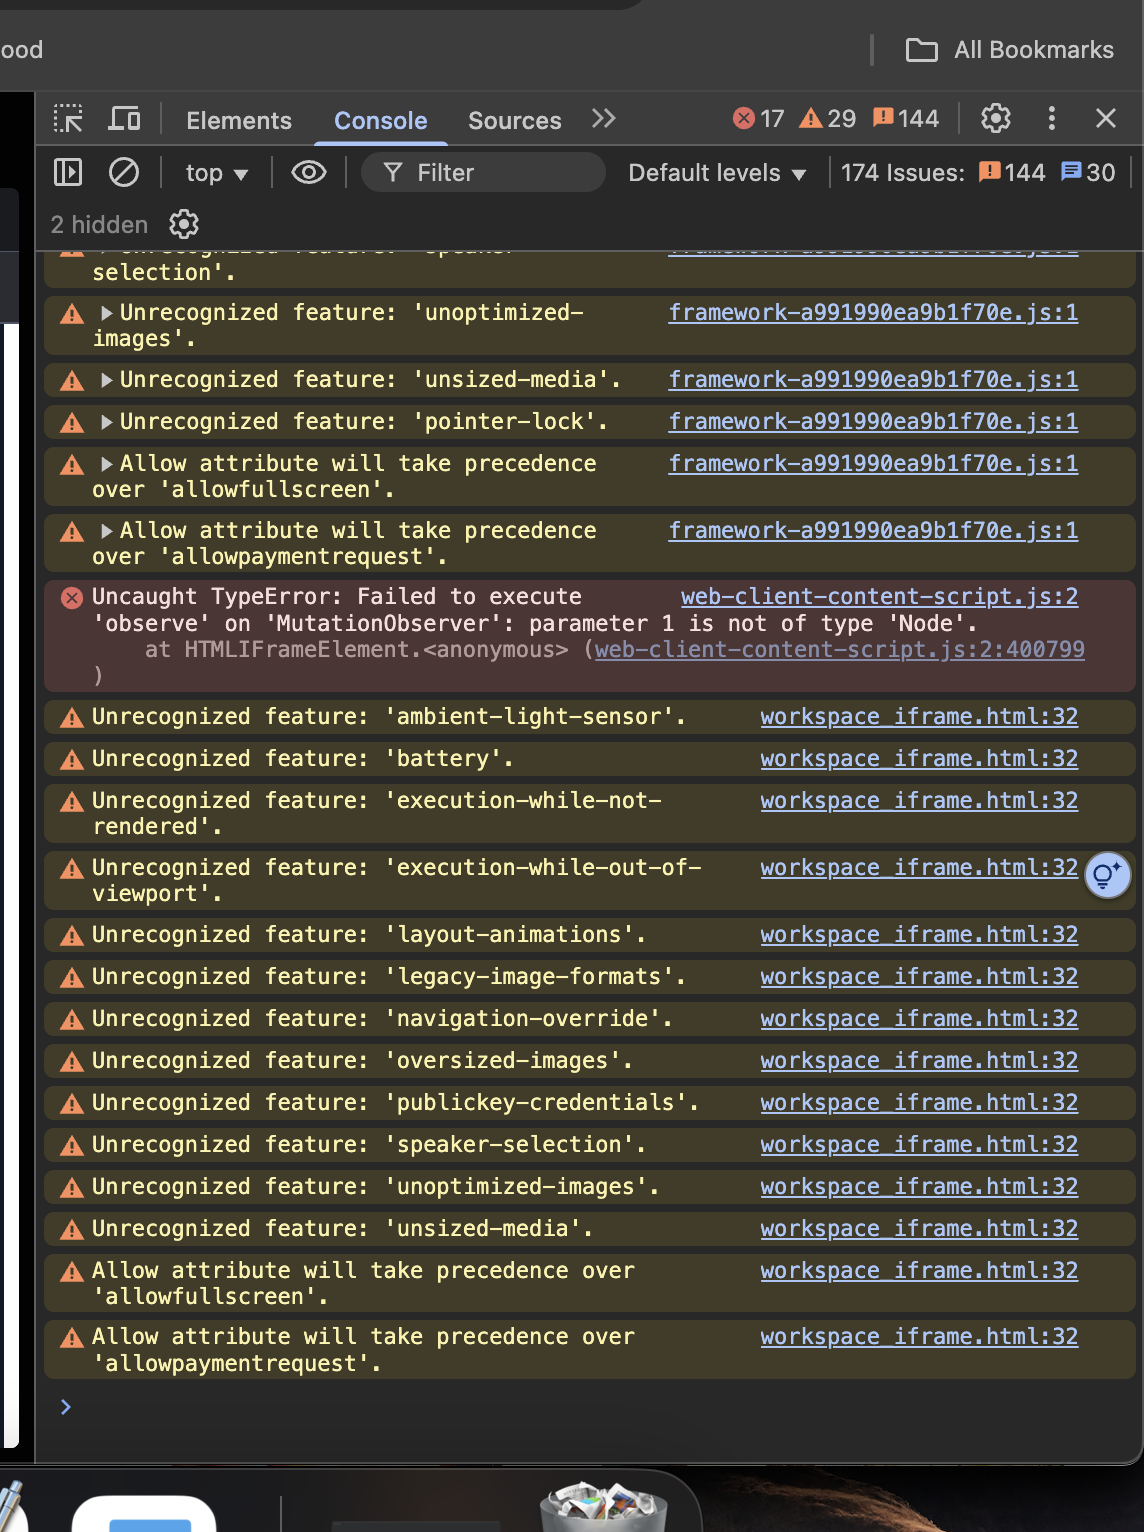 ood
All Bookmarks
Elements Console Sources 17 29 144
top Filter Default levels 174 Issues: 144 30
2 hidden
selection'.
Unrecognized feature: 'unoptimized- framework-a991990ea9b1f70e.js:1
images'.
Unrecognized feature: 'unsized-media'. framework-a991990ea9b1f70e.js:1
Unrecognized feature: 'pointer-lock'. framework-a991990ea9b1f70e.js:1
Allow attribute will take precedence framework-a991990ea9b1f70e.js:1
over 'allowfullscreen'.
Allow attribute will take precedence framework-a991990ea9b1f70e.js:1
over 'allowpaymentrequest'.
Uncaught TypeError: Failed to execute web-client-content-script.js:2
'observe' on 'MutationObserver': parameter 1 is not of type 'Node'.
at HTMLIFrameElement.<anonymous> (web-client-content-script.js:2:400799
)
Unrecognized feature: 'ambient-light-sensor'. workspace_iframe.html:32
Unrecognized feature: 'battery'. workspace_iframe.html:32
Unrecognized feature: 'execution-while-not- workspace_iframe.html:32
rendered'.
Unrecognized feature: 'execution-while-out-of- workspace_iframe.html:32
viewport'.
Unrecognized feature: 'layout-animations'. workspace_iframe.html:32
Unrecognized feature: 'legacy-image-formats'. workspace_iframe.html:32
Unrecognized feature: 'navigation-override'. workspace_iframe.html:32
Unrecognized feature: 'oversized-images'. workspace_iframe.html:32
Unrecognized feature: 'publickey-credentials'. workspace_iframe.html:32
Unrecognized feature: 'speaker-selection'. workspace_iframe.html:32
Unrecognized feature: 'unoptimized-images'. workspace_iframe.html:32
Unrecognized feature: 'unsized-media'. workspace_iframe.html:32
Allow attribute will take precedence over workspace_iframe.html:32
'allowfullscreen'.
Allow attribute will take precedence over workspace_iframe.html:32
'allowpaymentrequest'.